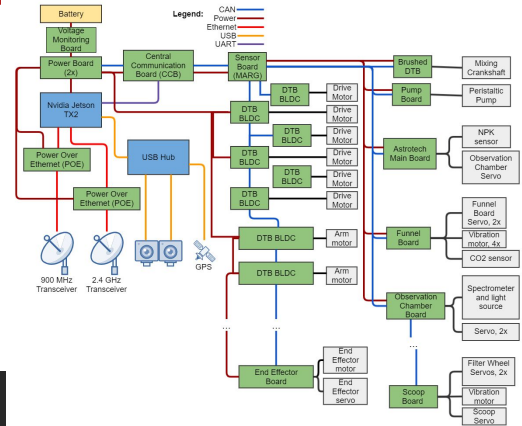 Legend:
CAN
Power
Ethernet
USB
UART
Battery
Voltage
Monitoring
Board
Power Board
(2x)
Central
Communication
Board (CCB)
Sensor
Board
(MARG)
Nvidia Jetson
TX2
USB Hub
Power Over
Ethernet (POE)
Power Over
Ethernet (POE)
900 MHz
Transceiver
2.4 GHz
Transceiver
GPS
DTB
BLDC
Drive
Motor
DTB
BLDC
Drive
Motor
DTB
BLDC
Drive
Motor
DTB
BLDC
Drive
Motor
DTB
BLDC
Drive
Motor
DTB
BLDC
Drive
Motor
DTB BLDC
Arm
motor
DTB BLDC
Arm
motor
...
...
End Effector
Board
End
Effector
motor
End
Effector
servo
Brushed
DTB
Mixing
Crankshaft
Pump
Board
Peristaltic
Pump
Astrotech
Main Board
NPK
sensor
Observation
Chamber
Servo
Funnel
Board
Funnel
Board
Servo, 2x
Vibration
motor, 4x
CO2 sensor
Observation
Chamber
Board
Spectrometer
and light
source
Servo, 2x
...
Scoop
Board
Filter Wheel
Servos, 2x
Vibration
motor
Scoop
Servo